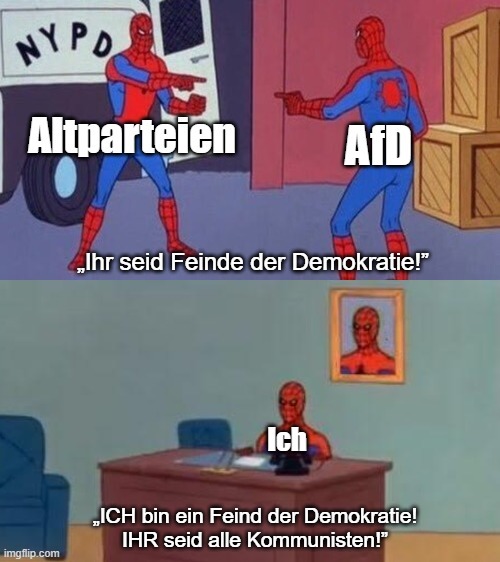 NYPD
Altparteien
AfD
„Ihr seid Feinde der Demokratie!”
Ich
„ICH bin ein Feind der Demokratie!
IHR seid alle Kommunisten!”
imgflip.com